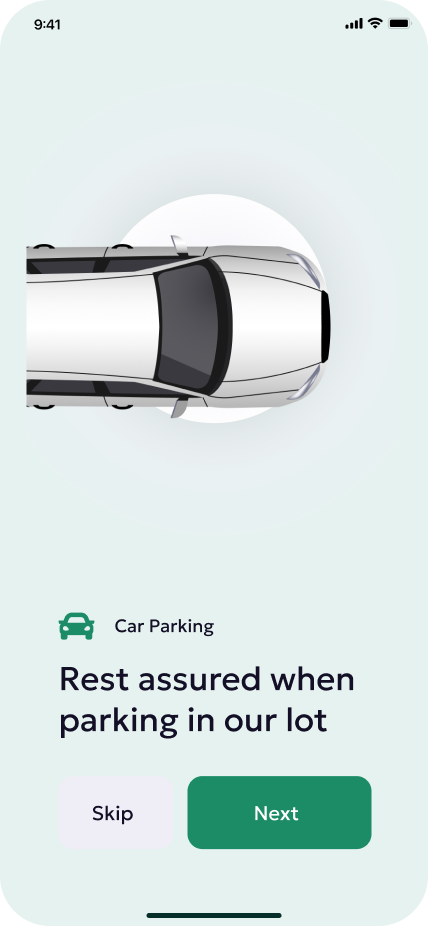 9:41
Car Parking
Rest assured when
parking in our lot
Skip
Next